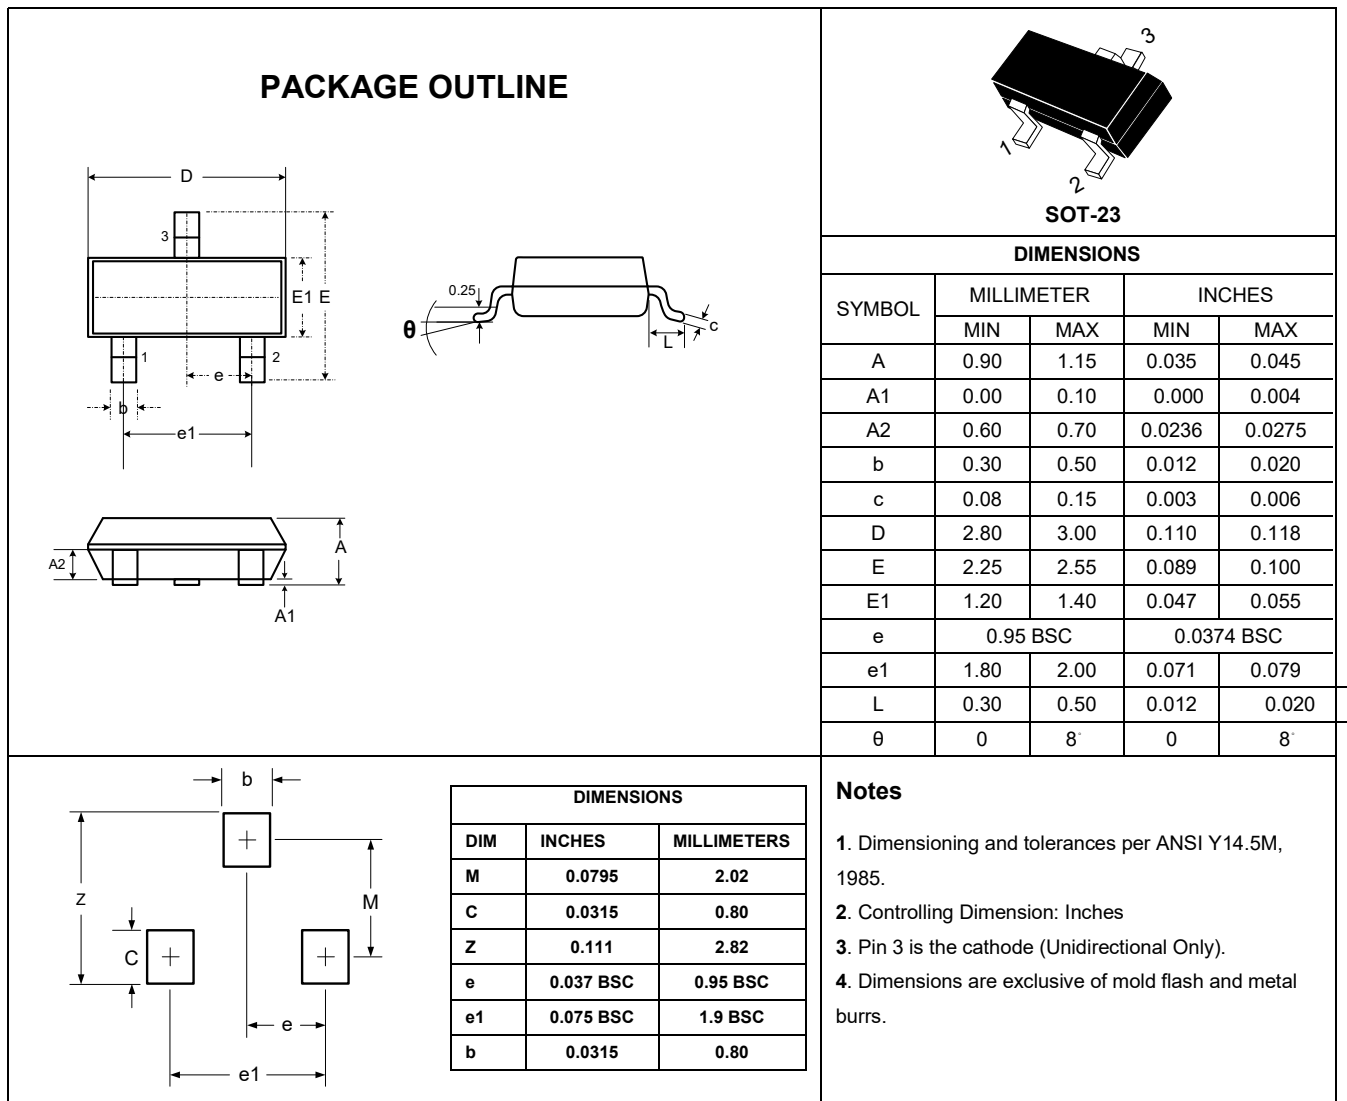 PACKAGE OUTLINE
D
3
E1 E
1
2
e
b
e1
0.25
θ
L
c
A
A2
A1
3
1
2
SOT-23
DIMENSIONS
SYMBOL MILLIMETER INCHES
MIN MAX MIN MAX
A 0.90 1.15 0.035 0.045
A1 0.00 0.10 0.000 0.004
A2 0.60 0.70 0.0236 0.0275
b 0.30 0.50 0.012 0.020
c 0.08 0.15 0.003 0.006
D 2.80 3.00 0.110 0.118
E 2.25 2.55 0.089 0.100
E1 1.20 1.40 0.047 0.055
e 0.95 BSC 0.0374 BSC
e1 1.80 2.00 0.071 0.079
L 0.30 0.50 0.012 0.020
θ 0 8° 0 8°
b
Z
M
C
e
e1
DIMENSIONS
DIM INCHES MILLIMETERS
M 0.0795 2.02
C 0.0315 0.80
Z 0.111 2.82
e 0.037 BSC 0.95 BSC
e1 0.075 BSC 1.9 BSC
b 0.0315 0.80
Notes
1. Dimensioning and tolerances per ANSI Y14.5M,
1985.
2. Controlling Dimension: Inches
3. Pin 3 is the cathode (Unidirectional Only).
4. Dimensions are exclusive of mold flash and metal
burrs.